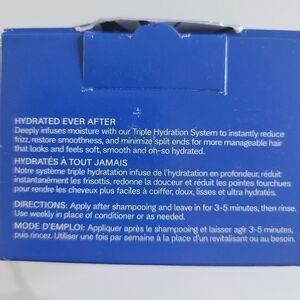 HYDRATED EVER AFTER
Deeply infuses moisture with our Triple Hydration System to instantly reduce
frizz, restore smoothness, and minimize split ends for more manageable hair
that looks and feels soft, smooth and oh-so hydrated.
HYDRATÉS À TOUT JAMAIS
Notre système triple hydratation infuse de l'hydratation en profondeur, réduit
instantanément les frisottis, redonne la douceur et réduit les pointes fourchues
pour rendre les cheveux plus faciles à coiffer, doux, lisses et ultra hydratés.
DIRECTIONS: Apply after shampooing and leave in for 3-5 minutes, then rinse.
Use weekly in place of conditioner or as needed.
MODE D'EMPLOI: Appliquer après le shampooing et laisser agir 3-5 minutes,
puis rincez. Utiliser une fois par semaine à la place d'un revitalisant ou au besoin.